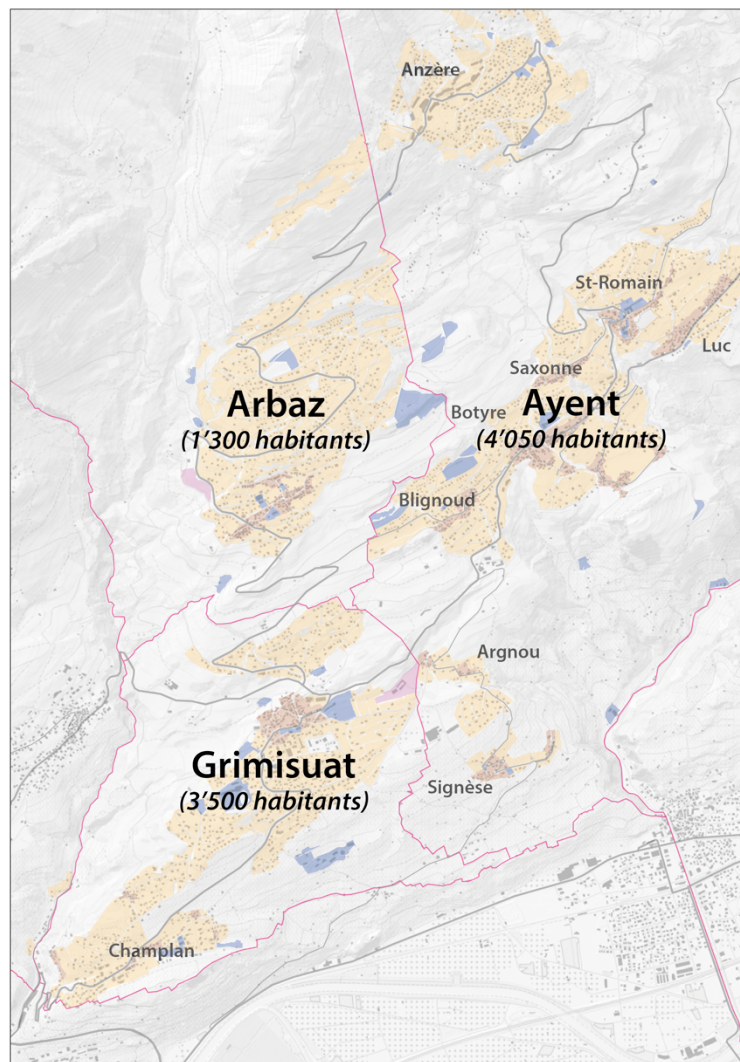 Anzère
St-Romain
Luc
Saxonne
Arbaz
(1’300 habitants)
Botyre
Ayent
(4’050 habitants)
Blignoud
Argnou
Grimisuat
(3’500 habitants)
Signèse
Champlan